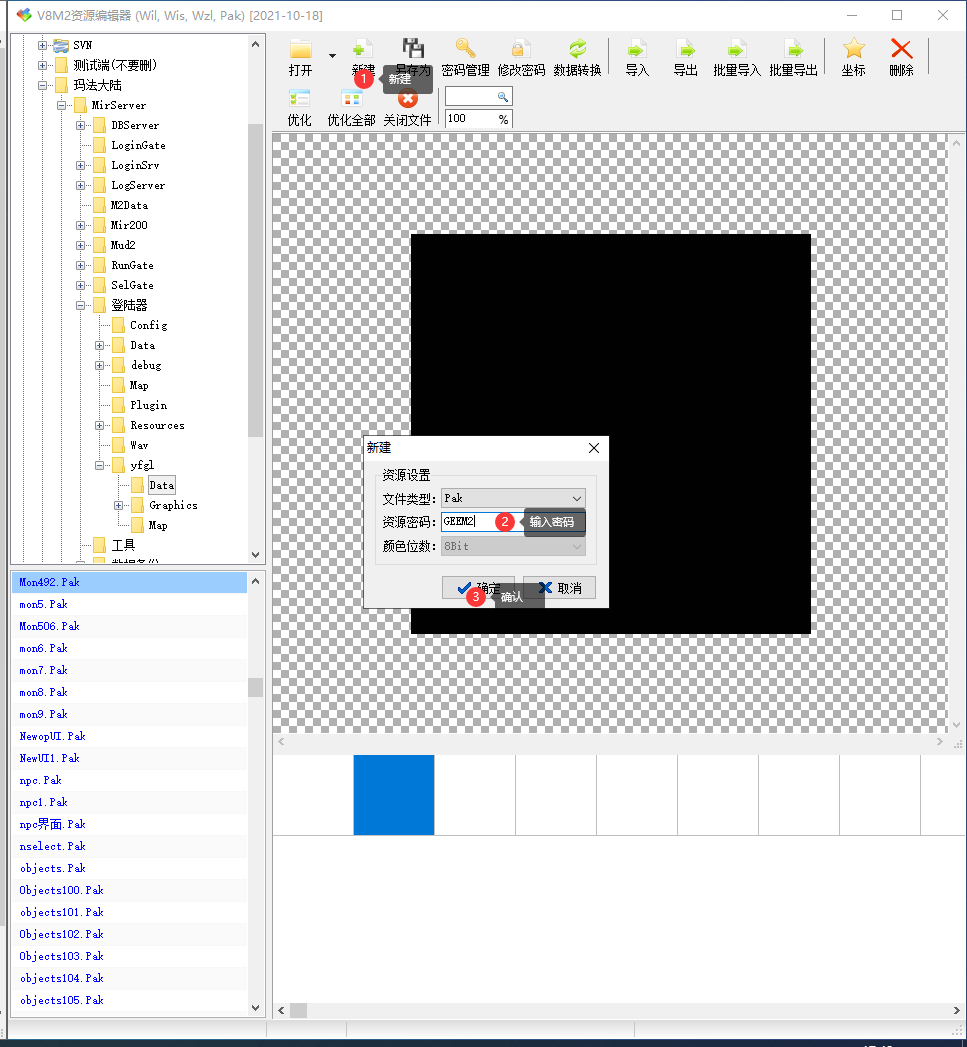 V8M2资源编辑器 (Wil, Wis, Wzl, Pak) [2021-10-18]
SVN
测试端(不要删)
玛法大陆
MirServer
DBServer
LoginGate
LoginSrv
LogServer
M2Data
Mir200
Mud2
RunGate
SelGate
登陆器
Config
Data
debug
Map
Plugin
Resources
Wav
yfgl
Data
Graphics
Map
工具
Mon492.Pak
mon5.Pak
Mon506.Pak
mon6.Pak
mon7.Pak
mon8.Pak
mon9.Pak
NewopUI.Pak
NewUI1.Pak
npc.Pak
npc1.Pak
npc界面.Pak
nselect.Pak
objects.Pak
Objects100.Pak
objects101.Pak
Objects102.Pak
Objects103.Pak
objects104.Pak
objects105.Pak
打开 新建 另存为 密码管理 修改密码 数据转换 导入 导出 批量导入 批量导出 坐标 删除
1 新建
优化 优化全部 关闭文件 100 %
新建
资源设置
文件类型: Pak
资源密码: GEEM2 2 输入密码
颜色位数: 8Bit
确定 取消
3 确认